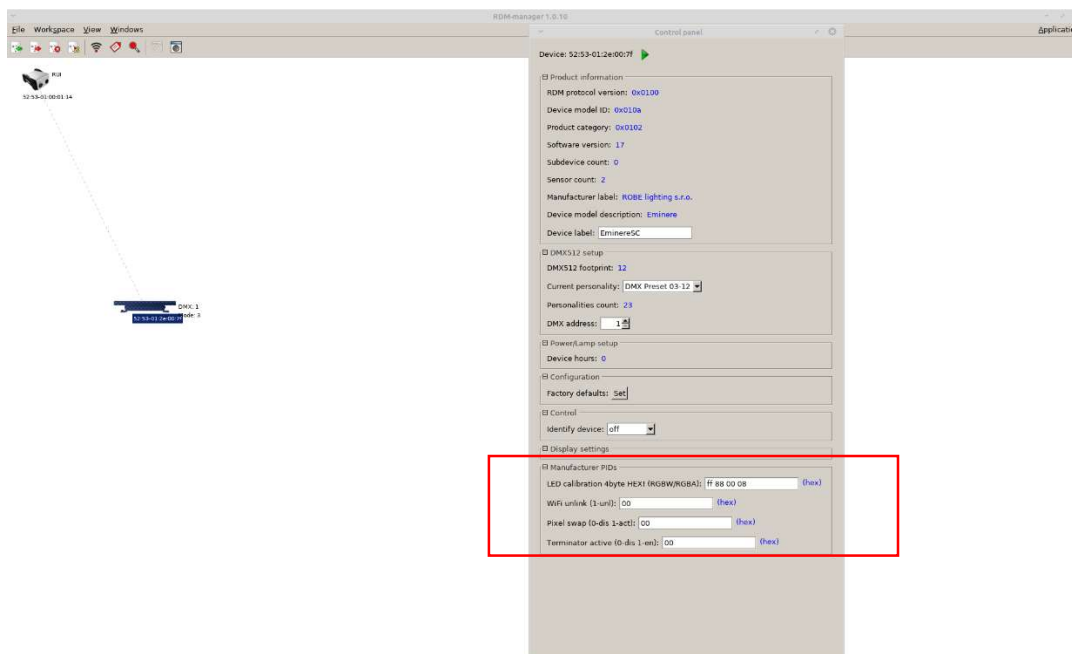 RDM-manager 1.0.10
File Workspace View Windows
Control panel
Applicati
Device: 52:53-01:2e:00:7f
RDI
52:53-01:00:01:14
Product information
RDM protocol version: 0x0100
Device model ID: 0x010a
Product category: 0x0102
Software version: 17
Subdevice count: 0
Sensor count: 2
Manufacturer label: ROBE lighting s.r.o.
Device model description: Eminere
Device label: EminereSC
DMX512 setup
DMX512 footprint: 12
Current personality: DMX Preset 03-12
Personalities count: 23
DMX address: 1
DMX: 1
52:53-01:2e:00:7f
ode: 3
Power/Lamp setup
Device hours: 0
Configuration
Factory defaults: Set
Control
Identify device: off
Display settings
Manufacturer PIDs
LED calibration 4byte HEX! (RGBW/RGBA): ff 88 00 08 (hex)
WiFi unlink (1-unl): 00 (hex)
Pixel swap (0-dis 1-act): 00 (hex)
Terminator active (0-dis 1-en): 00 (hex)